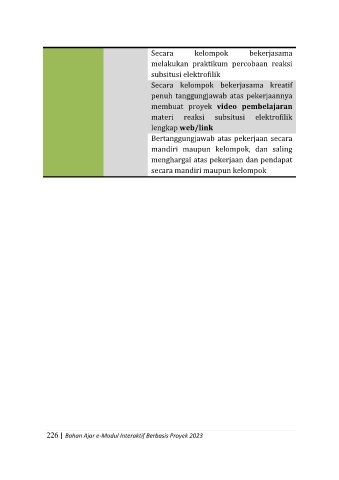 Secara kelompok bekerjasama
melakukan praktikum percobaan reaksi
subsitusi elektrofilik
Secara kelompok bekerjasama kreatif
penuh tanggungjawab atas pekerjaannya
membuat proyek video pembelajaran
materi reaksi subsitusi elektrofilik
lengkap web/link
Bertanggungjawab atas pekerjaan secara
mandiri maupun kelompok, dan saling
menghargai atas pekerjaan dan pendapat
secara mandiri maupun kelompok
226 | Bahan Ajar e-Modul Interaktif Berbasis Proyek 2023